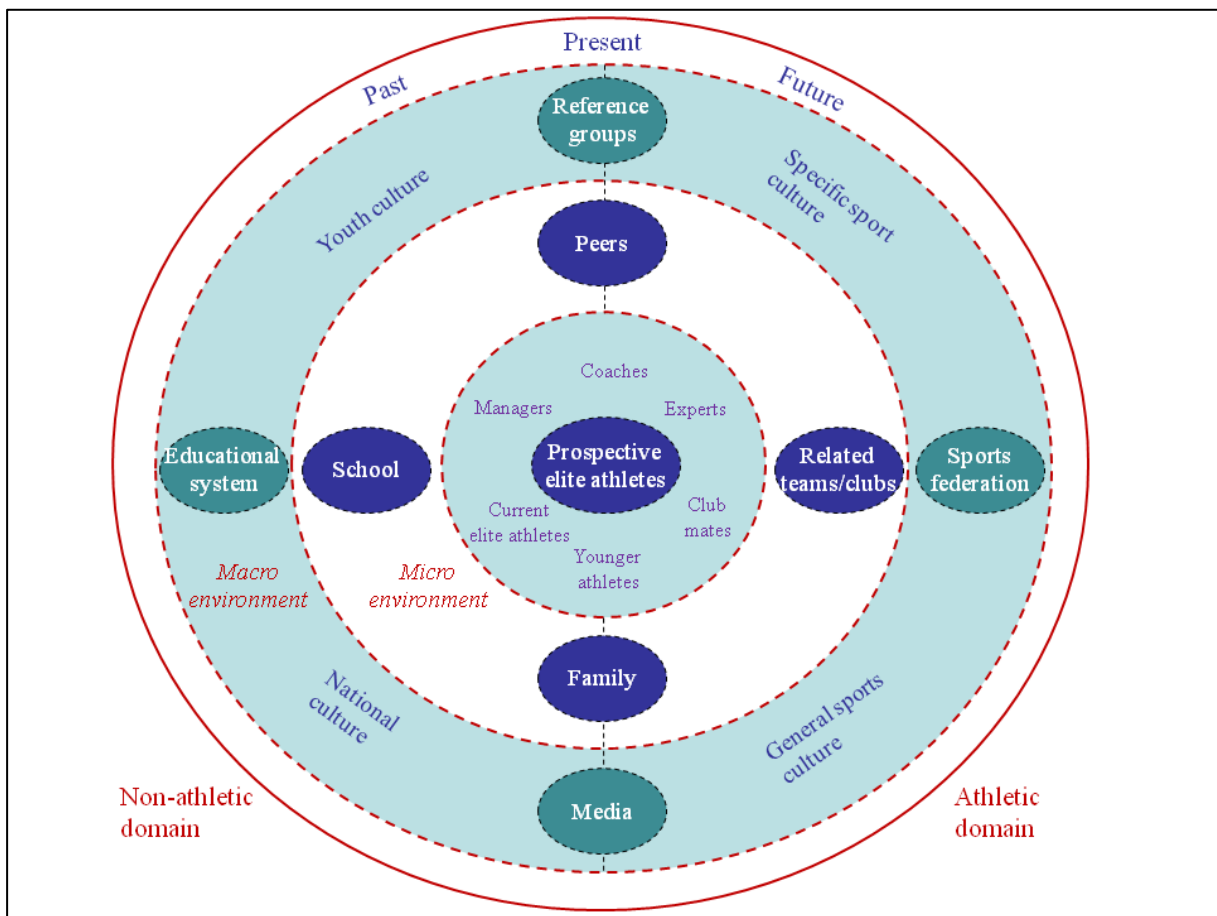 Present
Past
Future
Reference
groups
Youth culture
Specific sport
culture
Peers
Coaches
Managers
Experts
Prospective
elite athletes
Educational
system
School
Related
teams/clubs
Sports
federation
Current
elite athletes
Club
mates
Younger
athletes
Macro
environment
Micro
environment
Family
National
culture
General sports
culture
Media
Non-athletic
domain
Athletic
domain